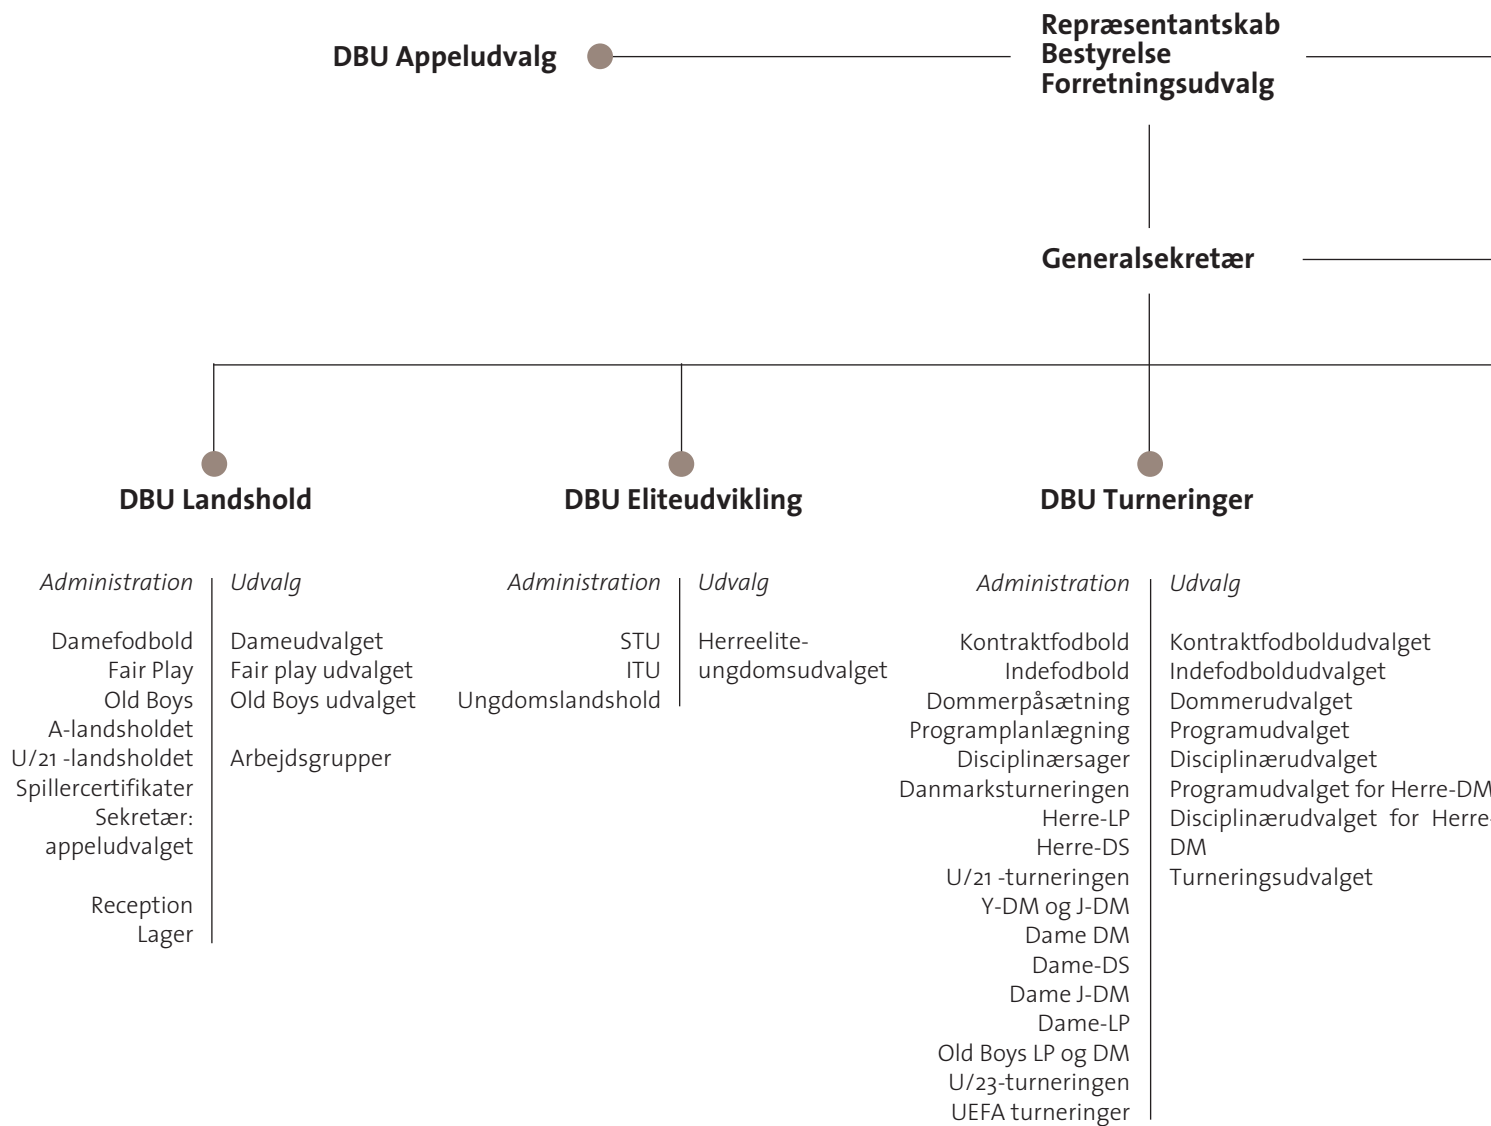 DBU Appeludvalg
Repræsentantskab
Bestyrelse
Forretningsudvalg
Generalsekretær
DBU Landshold
Administration
Damefodbold
Fair Play
Old Boys
A-landsholdet
U/21 -landsholdet
Spillercertifikater
Sekretær:
appeludvalget
Reception
Lager
Udvalg
Dameudvalget
Fair play udvalget
Old Boys udvalget
Arbejdsgrupper
DBU Eliteudvikling
Administration
STU
ITU
Ungdomslandshold
Udvalg
Herreelite-
ungdomsudvalget
DBU Turneringer
Administration
Kontraktfodbold
Indefodbold
Dommerpåsætning
Programplanlægning
Disciplinærsager
Danmarksturneringen
Herre-LP
Herre-DS
U/21 -turneringen
Y-DM og J-DM
Dame DM
Dame-DS
Dame J-DM
Dame-LP
Old Boys LP og DM
U/23-turneringen
UEFA turneringer
Udvalg
Kontraktfodboldudvalget
Indefodboldudvalget
Dommerudvalget
Programudvalget
Disciplinærudvalget
Programudvalget for Herre-DM
Disciplinærudvalget for Herre-
DM
Turneringsudvalget